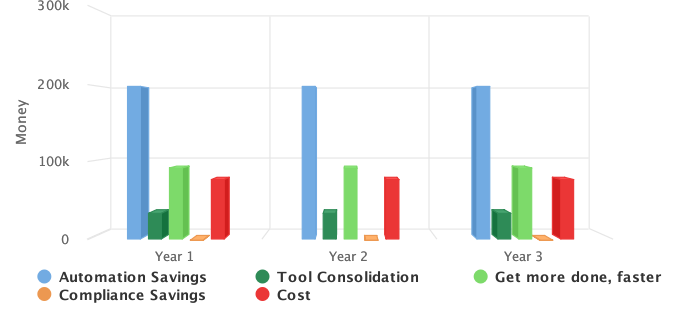 300k
200k
100k
0
Money
Year 1
Year 2
Year 3
Automation Savings
Tool Consolidation
Get more done, faster
Compliance Savings
Cost